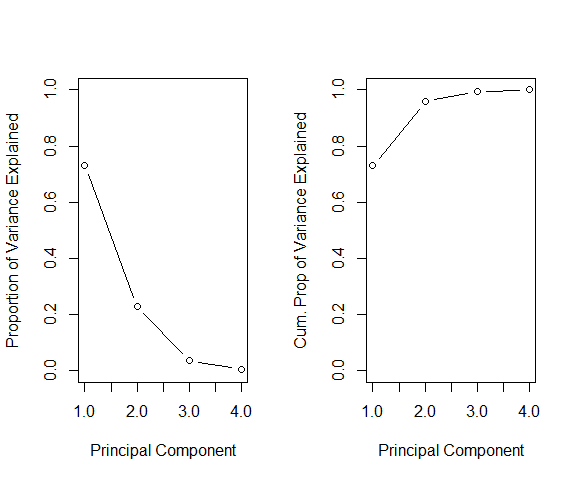 Proportion of Variance Explained
1.0
0.8
0.6
0.4
0.2
0.0
1.0 2.0 3.0 4.0
Principal Component
Cum. Prop of Variance Explained
1.0
0.8
0.6
0.4
0.2
0.0
1.0 2.0 3.0 4.0
Principal Component